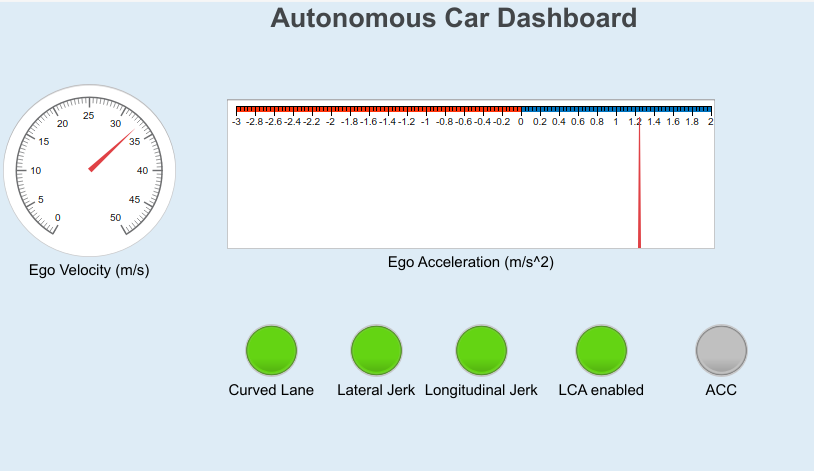 Autonomous Car Dashboard
0 5 10 15 20 25 30 35 40 45 50
Ego Velocity (m/s)
-3 -2.8 -2.6 -2.4 -2.2 -2 -1.8 -1.6 -1.4 -1.2 -1 -0.8 -0.6 -0.4 -0.2 0 0.2 0.4 0.6 0.8 1 1.2 1.4 1.6 1.8 2
Ego Acceleration (m/s^2)
Curved Lane Lateral Jerk Longitudinal Jerk LCA enabled ACC